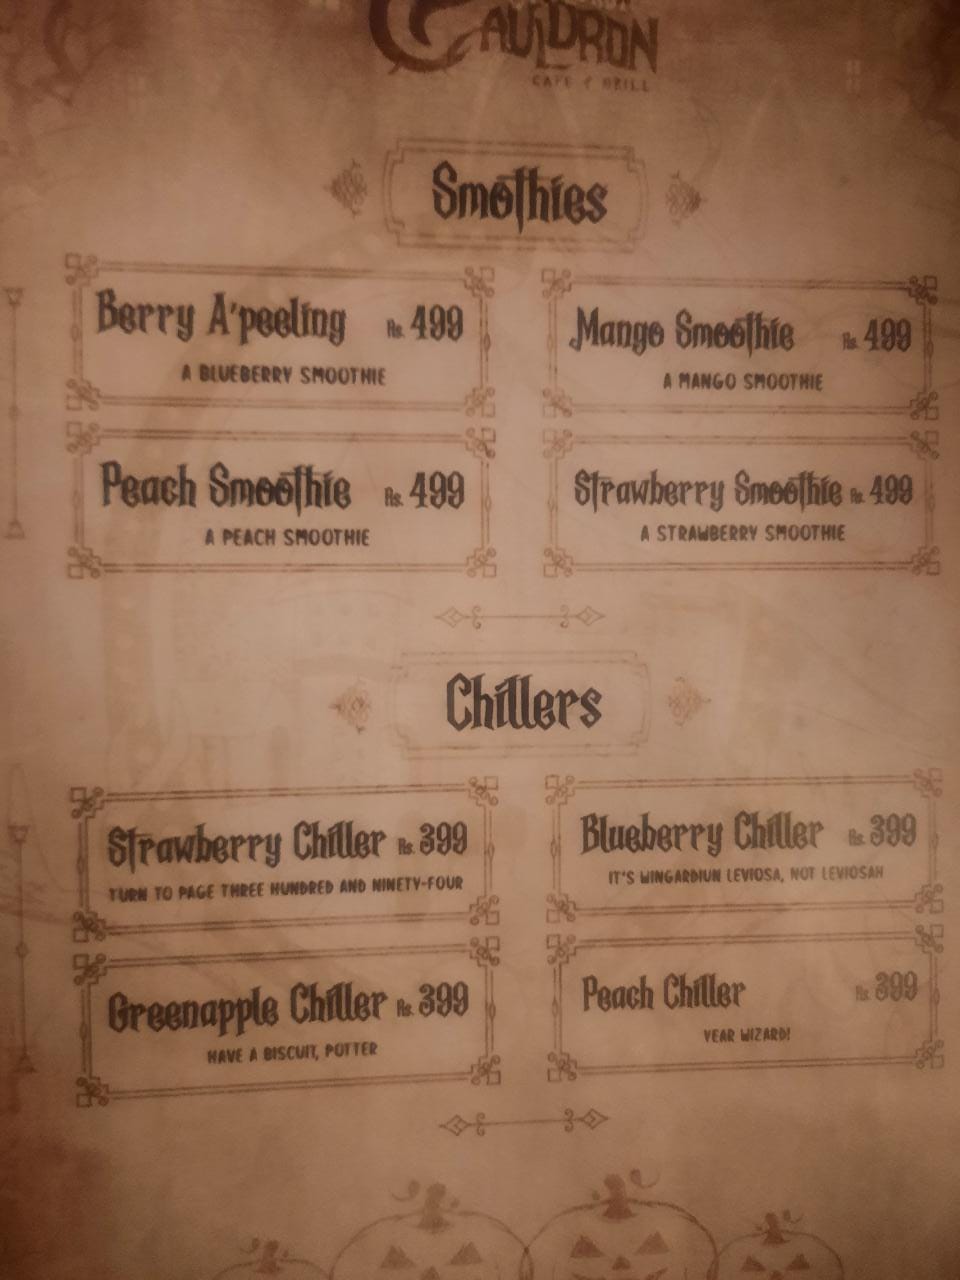 CAULDRON
CAFE & GRILL
Smothies
Berry A'peeling Rs. 499
A BLUEBERRY SMOOTHIE
Mango Smoothie Rs. 499
A MANGO SMOOTHIE
Peach Smoothie Rs. 499
A PEACH SMOOTHIE
Strawberry Smoothie Rs. 499
A STRAWBERRY SMOOTHIE
Chillers
Strawberry Chiller Rs. 399
TURN TO PAGE THREE HUNDRED AND NINETY-FOUR
Blueberry Chiller Rs. 399
IT'S WINGARDIUN LEVIOSA, NOT LEVIOSAH
Greenapple Chiller Rs. 399
HAVE A BISCUIT, POTTER
Peach Chiller Rs. 399
YEAR WIZARD!